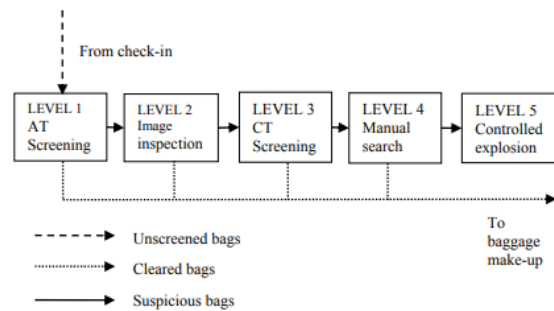 From check-in
LEVEL 1
AT
Screening
LEVEL 2
Image
inspection
LEVEL 3
CT
Screening
LEVEL 4
Manual
search
LEVEL 5
Controlled
explosion
To
baggage
make-up
Unscreened bags
Cleared bags
Suspicious bags